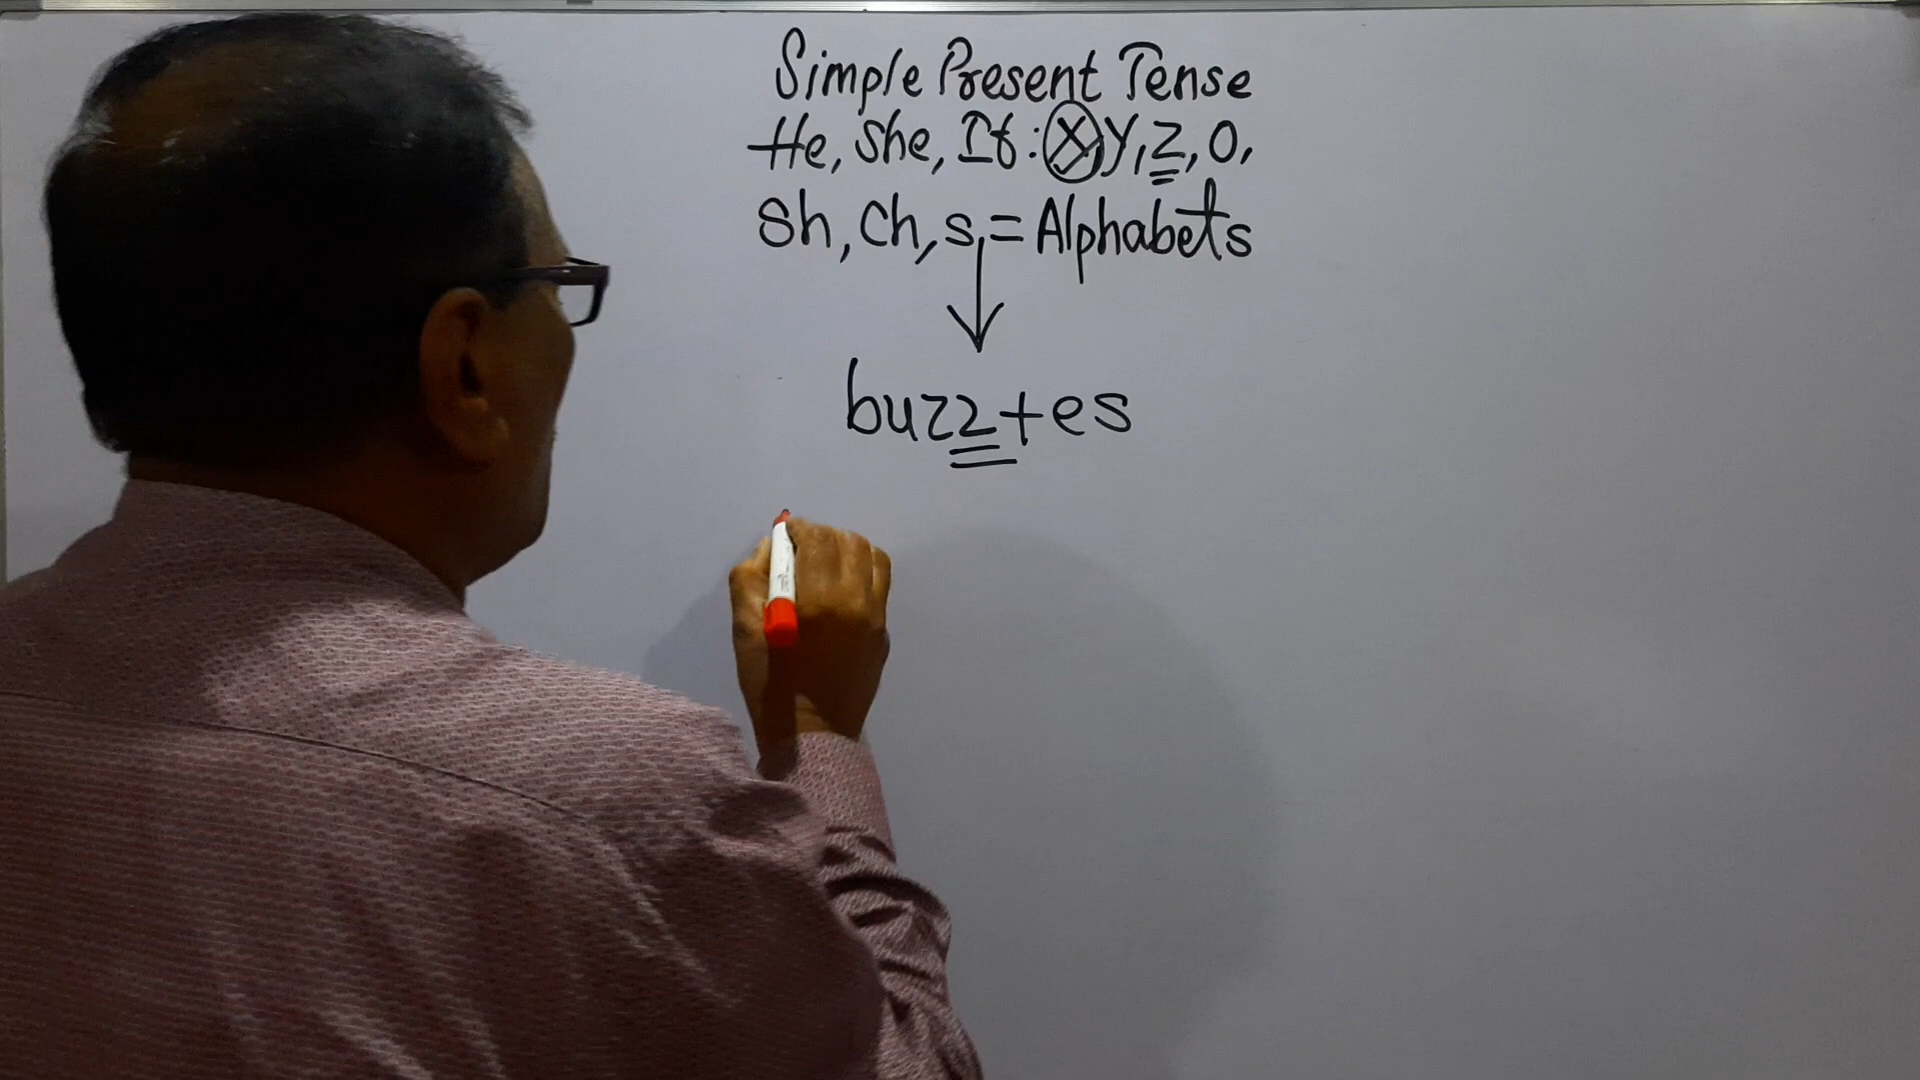 Simple Present Tense
He, she, It: X, y, z, o,
sh, ch, s, = Alphabets
buzz+es